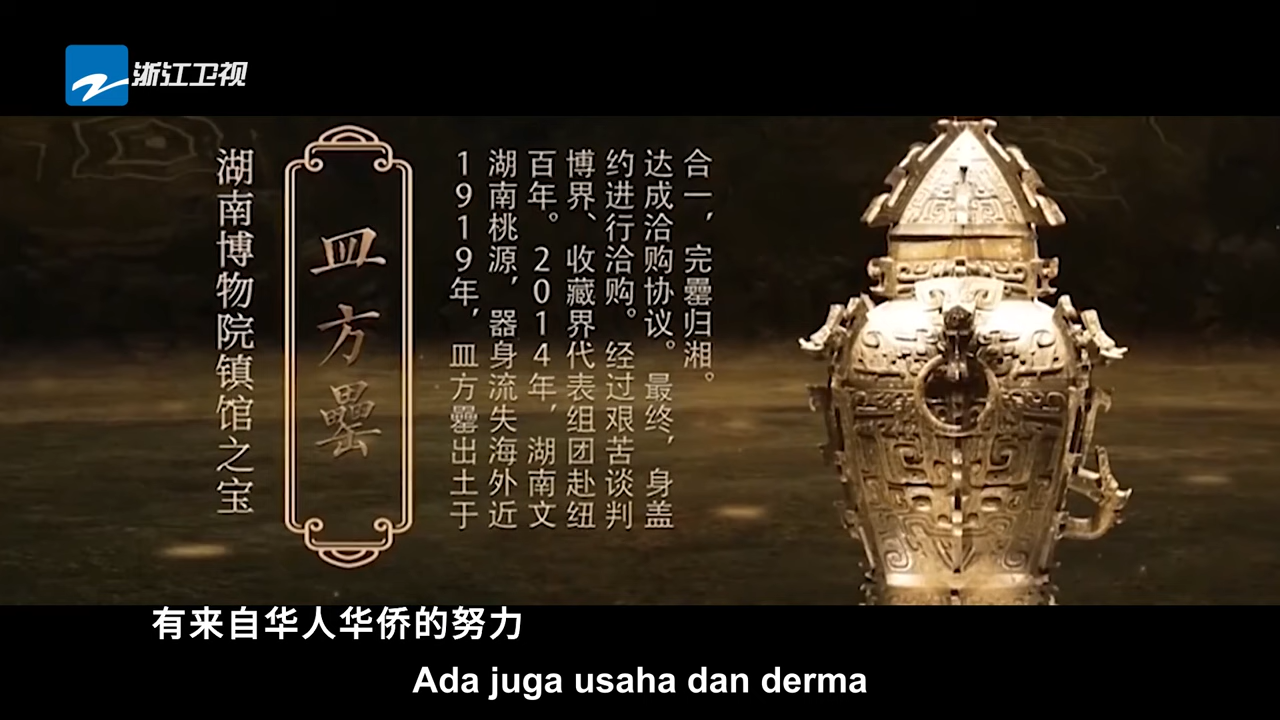 浙江卫视
湖南博物院镇馆之宝
皿方罍
1919年，皿方罍出土于
湖南桃源，器身流失海外近
百年。2014年，湖南文
博界、收藏界代表组团赴纽
约进行洽购。经过艰苦谈判
达成洽购协议。最终，身盖
合一，完罍归湘。
有来自华人华侨的努力
Ada juga usaha dan derma